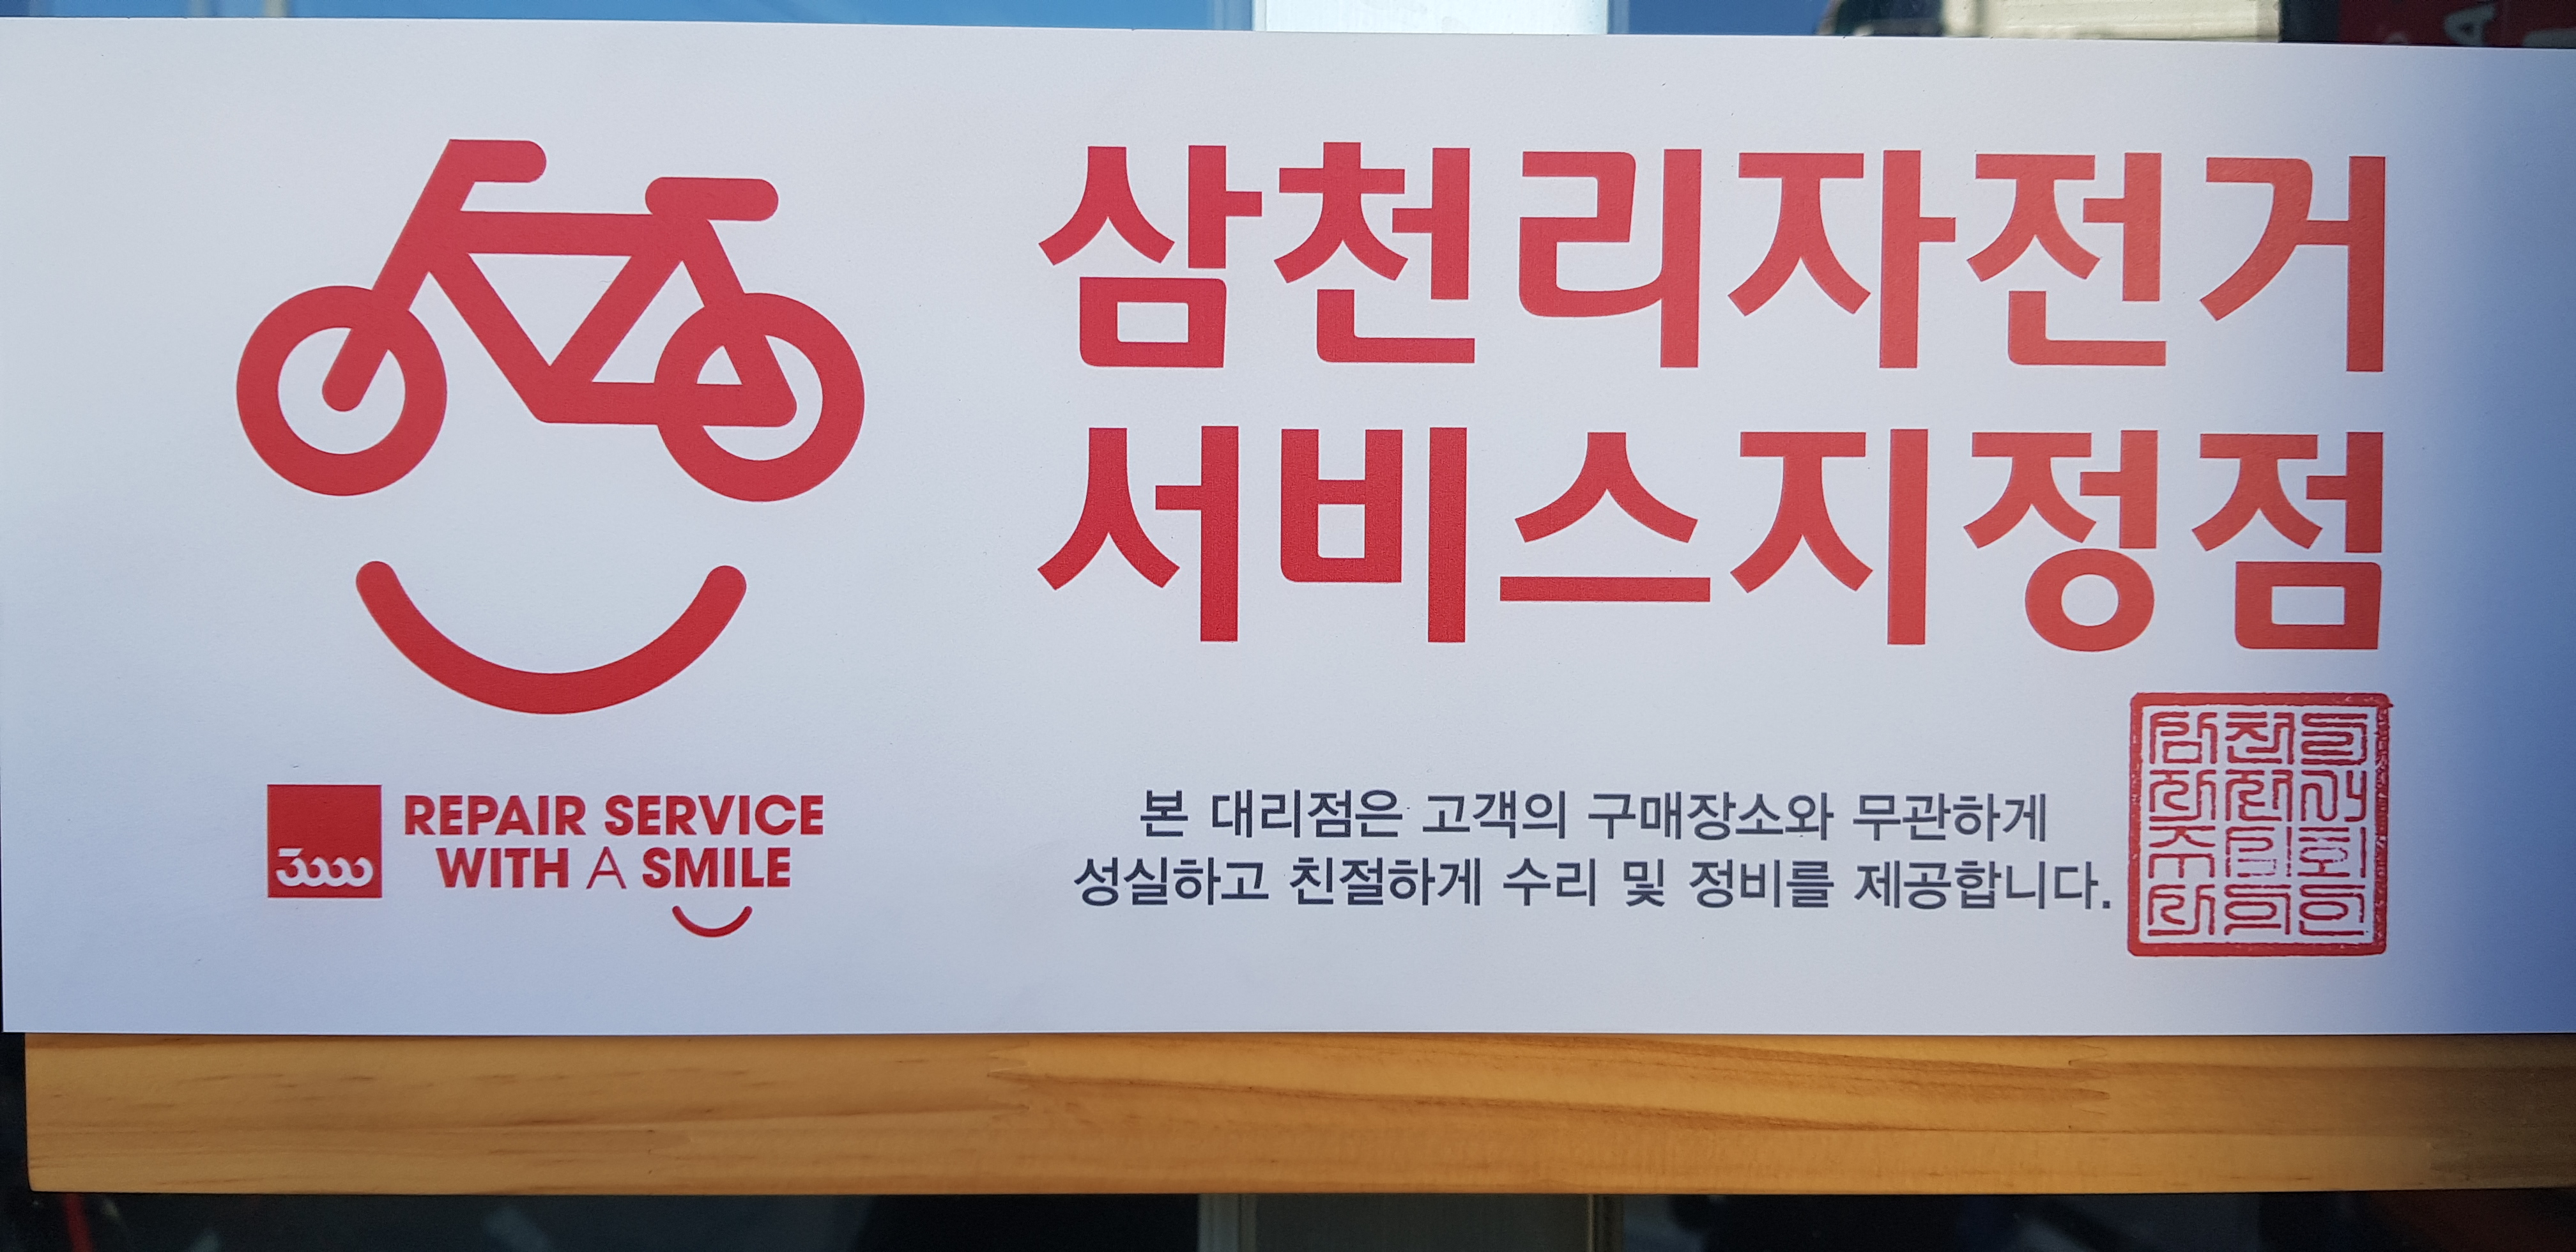 삼천리자전거
서비스지정점
3000
REPAIR SERVICE
WITH A SMILE
본 대리점은 고객의 구매장소와 무관하게
성실하고 친절하게 수리 및 정비를 제공합니다.